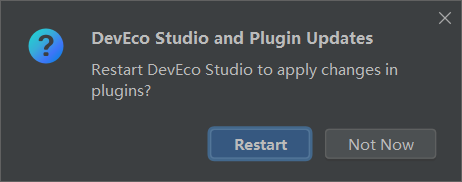 DevEco Studio and Plugin Updates
Restart DevEco Studio to apply changes in
plugins?
Restart
Not Now